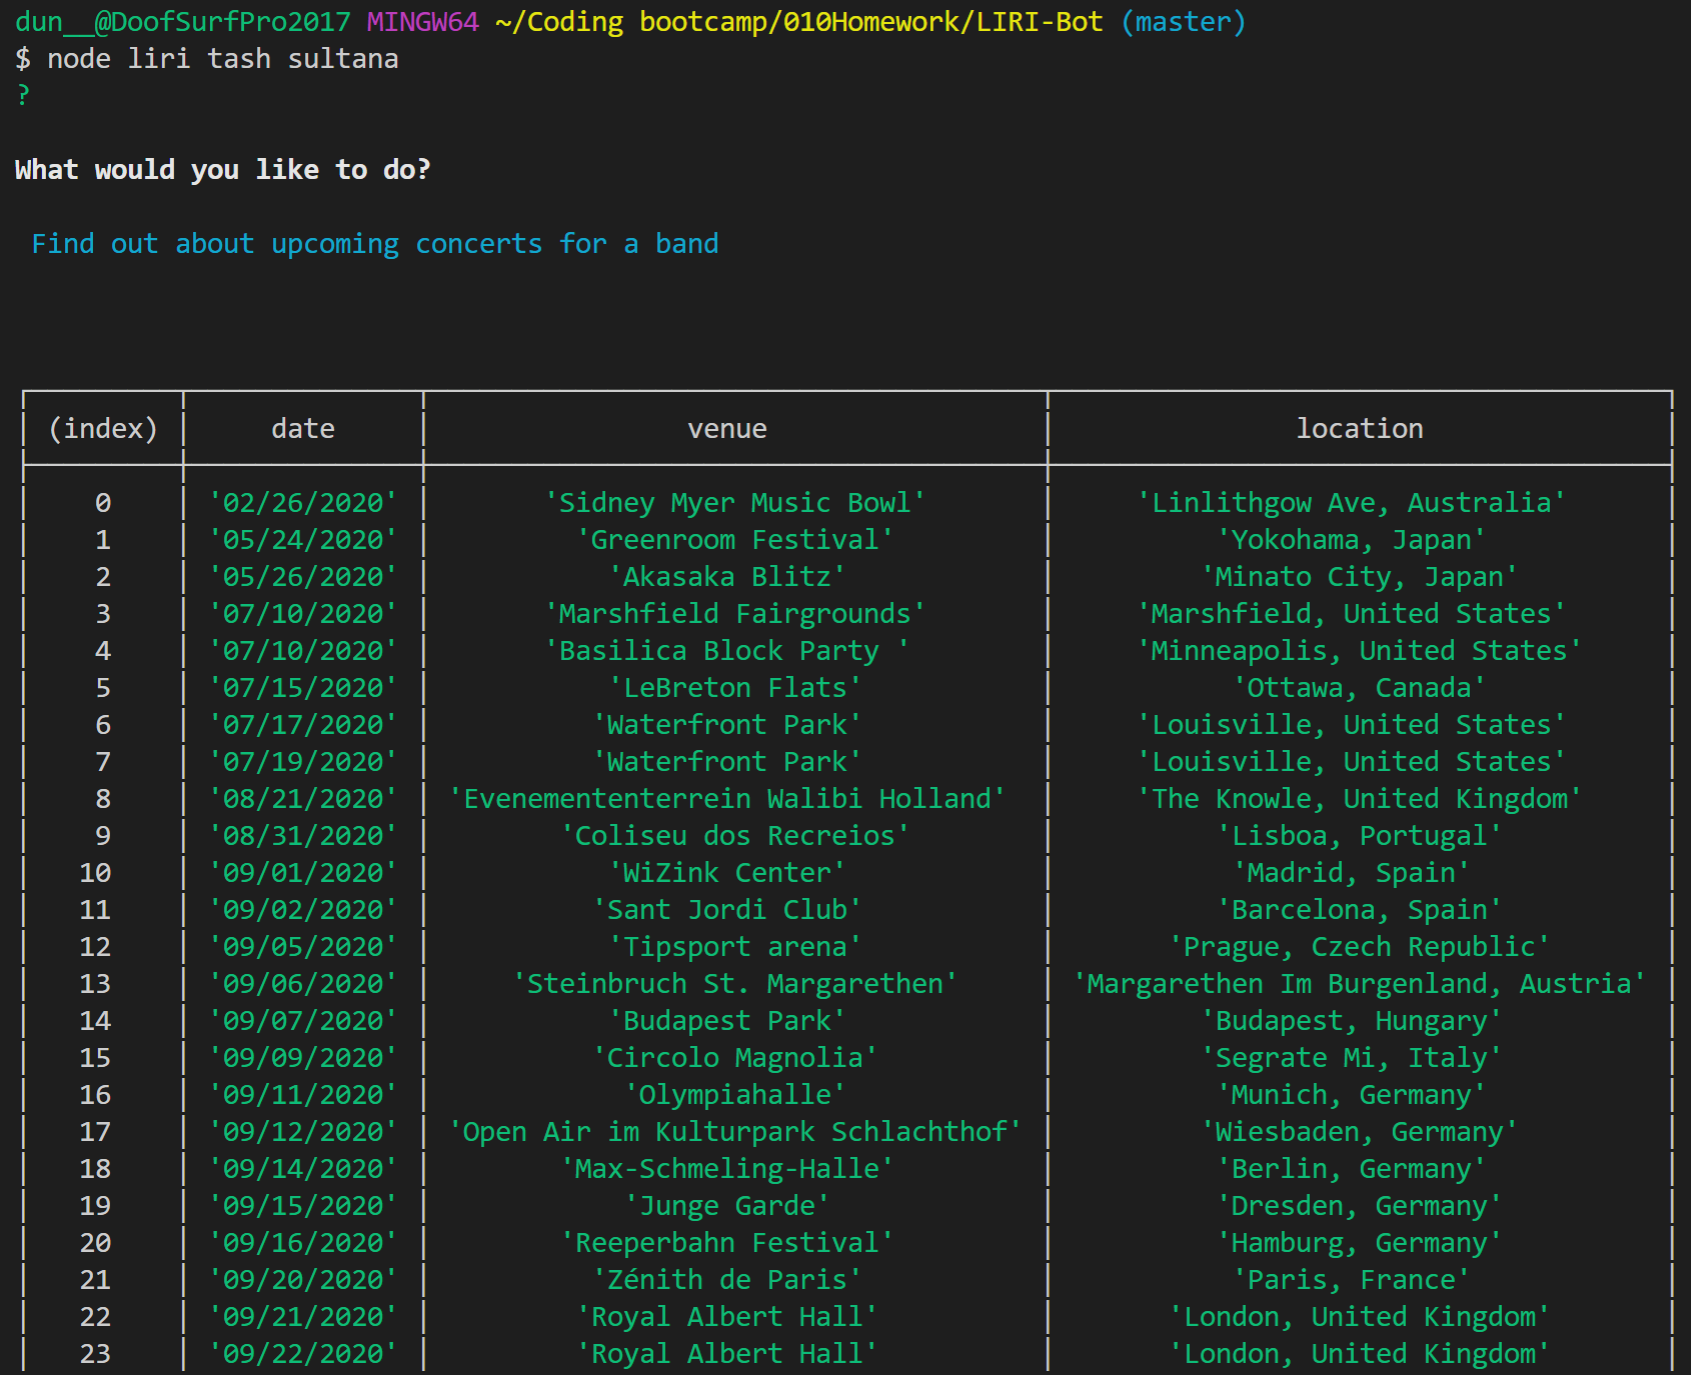 dun__@DoofSurfPro2017 MINGW64 ~/Coding bootcamp/010Homework/LIRI-Bot (master)
$ node liri tash sultana
?
What would you like to do?
Find out about upcoming concerts for a band
(index) date venue location
0 '02/26/2020' 'Sidney Myer Music Bowl' 'Linlithgow Ave, Australia'
1 '05/24/2020' 'Greenroom Festival' 'Yokohama, Japan'
2 '05/26/2020' 'Akasaka Blitz' 'Minato City, Japan'
3 '07/10/2020' 'Marshfield Fairgrounds' 'Marshfield, United States'
4 '07/10/2020' 'Basilica Block Party ' 'Minneapolis, United States'
5 '07/15/2020' 'LeBreton Flats' 'Ottawa, Canada'
6 '07/17/2020' 'Waterfront Park' 'Louisville, United States'
7 '07/19/2020' 'Waterfront Park' 'Louisville, United States'
8 '08/21/2020' 'Evenemententerrein Walibi Holland' 'The Knowle, United Kingdom'
9 '08/31/2020' 'Coliseu dos Recreios' 'Lisboa, Portugal'
10 '09/01/2020' 'WiZink Center' 'Madrid, Spain'
11 '09/02/2020' 'Sant Jordi Club' 'Barcelona, Spain'
12 '09/05/2020' 'Tipsport arena' 'Prague, Czech Republic'
13 '09/06/2020' 'Steinbruch St. Margarethen' 'Margarethen Im Burgenland, Austria'
14 '09/07/2020' 'Budapest Park' 'Budapest, Hungary'
15 '09/09/2020' 'Circolo Magnolia' 'Segrate Mi, Italy'
16 '09/11/2020' 'Olympiahalle' 'Munich, Germany'
17 '09/12/2020' 'Open Air im Kulturpark Schlachthof' 'Wiesbaden, Germany'
18 '09/14/2020' 'Max-Schmeling-Halle' 'Berlin, Germany'
19 '09/15/2020' 'Junge Garde' 'Dresden, Germany'
20 '09/16/2020' 'Reeperbahn Festival' 'Hamburg, Germany'
21 '09/20/2020' 'Zénith de Paris' 'Paris, France'
22 '09/21/2020' 'Royal Albert Hall' 'London, United Kingdom'
23 '09/22/2020' 'Royal Albert Hall' 'London, United Kingdom'